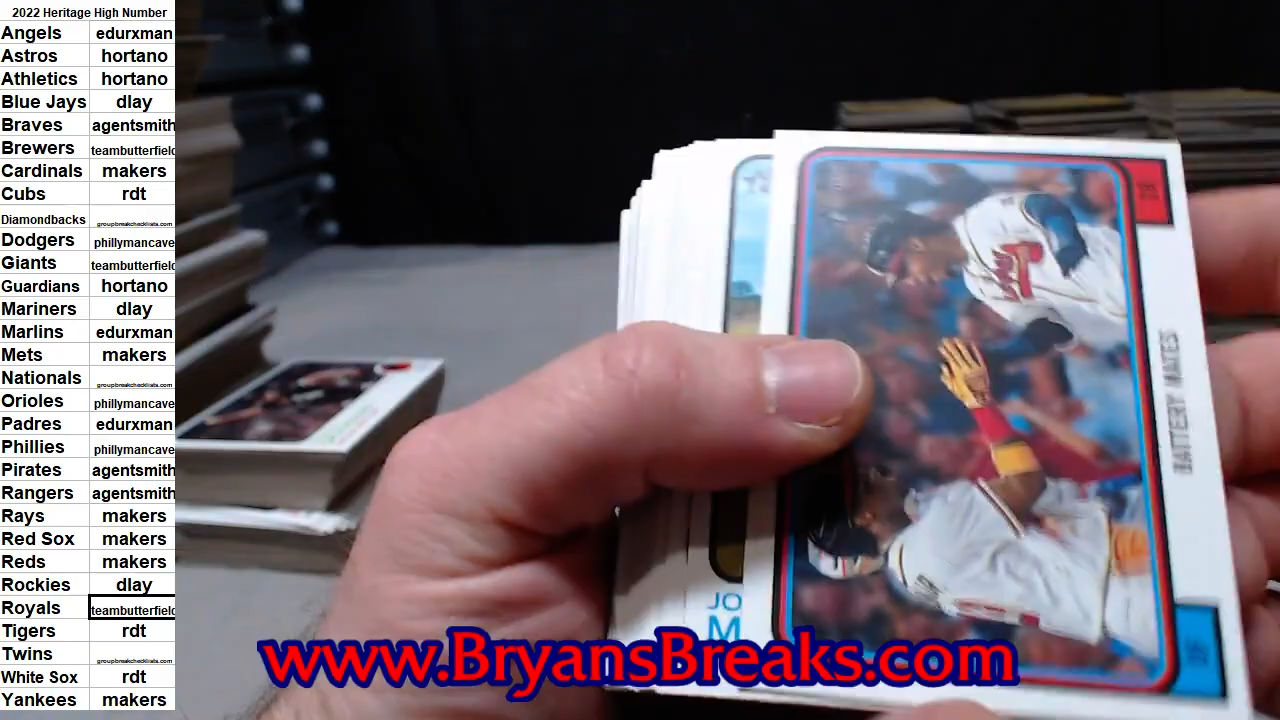 2022 Heritage High Number
Angels edurxman
Astros hortano
Athletics hortano
Blue Jays dlay
Braves agentsmith
Brewers teambutterfield
Cardinals makers
Cubs rdt
Diamondbacks groupbreakchecklists.com
Dodgers phillymancave
Giants teambutterfield
Guardians hortano
Mariners dlay
Marlins edurxman
Mets makers
Nationals groupbreakchecklists.com
Orioles phillymancave
Padres edurxman
Phillies phillymancave
Pirates agentsmith
Rangers agentsmith
Rays makers
Red Sox makers
Reds makers
Rockies dlay
Royals teambutterfield
Tigers rdt
Twins groupbreakchecklists.com
White Sox rdt
Yankees makers
BATTERY MATES
JO
M
www.BryansBreaks.com